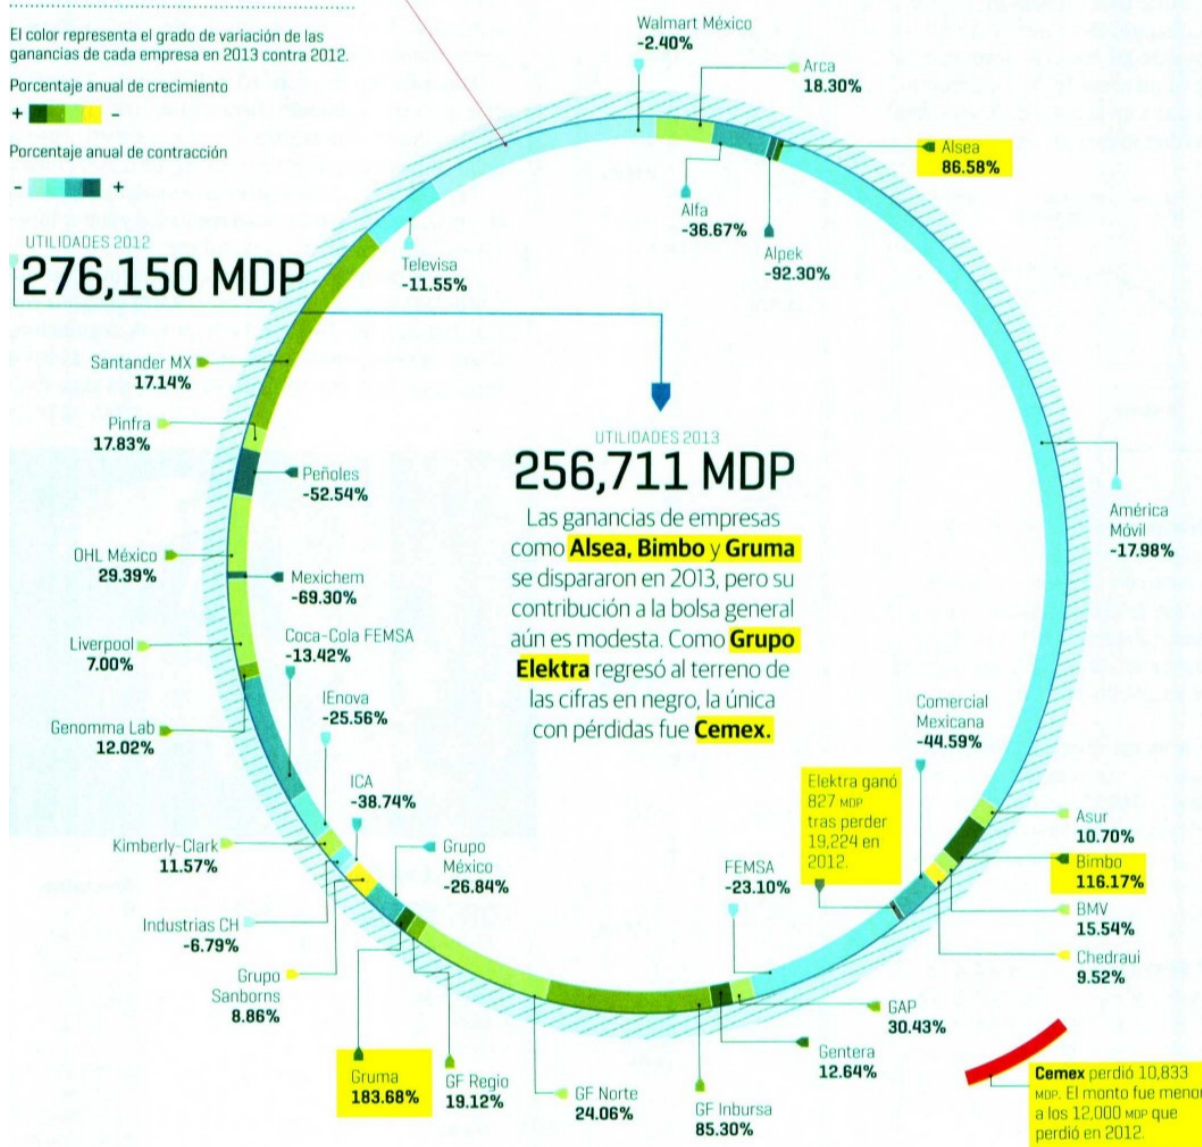 El color representa el grado de variación de las
ganancias de cada empresa en 2013 contra 2012.
Porcentaje anual de crecimiento
+ -
Porcentaje anual de contracción
- +
UTILIDADES 2012
276,150 MDP
Walmart México
-2.40%
Arca
18.30%
Alsea
86.58%
Alfa
-36.67%
Alpek
-92.30%
Televisa
-11.55%
Santander MX
17.14%
Pinfra
17.83%
Peñoles
-52.54%
OHL México
29.39%
Mexichem
-69.30%
Liverpool
7.00%
Coca-Cola FEMSA
-13.42%
Genomma Lab
12.02%
IEnova
-25.56%
ICA
-38.74%
Kimberly-Clark
11.57%
Grupo
México
-26.84%
Industrias CH
-6.79%
Grupo
Sanborns
8.86%
Gruma
183.68%
GF Regio
19.12%
GF Norte
24.06%
GF Inbursa
85.30%
Gentera
12.64%
GAP
30.43%
FEMSA
-23.10%
Elektra ganó
827 MDP
tras perder
19,224 en
2012.
Comercial
Mexicana
-44.59%
América
Móvil
-17.98%
Asur
10.70%
Bimbo
116.17%
BMV
15.54%
Chedraui
9.52%
UTILIDADES 2013
256,711 MDP
Las ganancias de empresas
como Alsea, Bimbo y Gruma
se dispararon en 2013, pero su
contribución a la bolsa general
aún es modesta. Como Grupo
Elektra regresó al terreno de
las cifras en negro, la única
con pérdidas fue Cemex.
Cemex perdió 10,833
MDP. El monto fue menor
a los 12,000 MDP que
perdió en 2012.